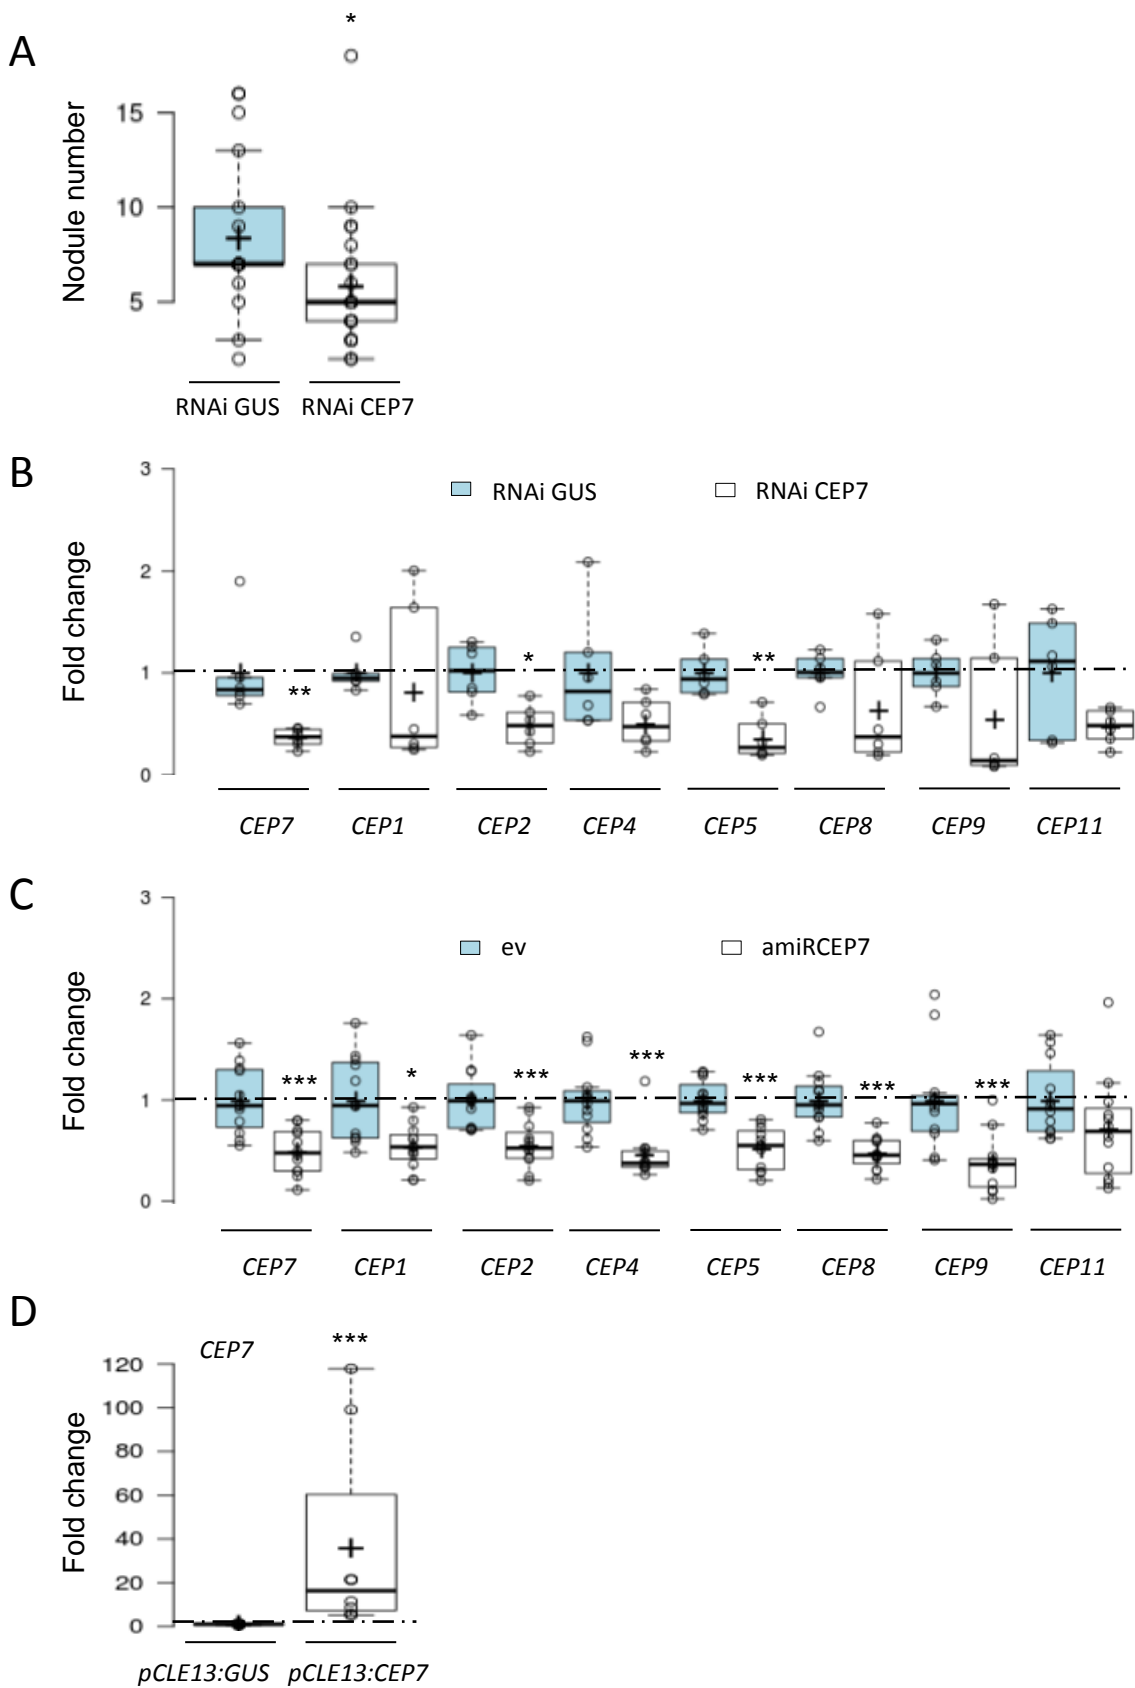 A
*
Nodule number
15
10
5
RNAi GUS RNAi CEP7
B
Fold change
3
2
1
0
RNAi GUS RNAi CEP7
** * **
CEP7 CEP1 CEP2 CEP4 CEP5 CEP8 CEP9 CEP11
C
Fold change
3
2
1
0
ev amiRCEP7
*** * *** *** *** *** ***
CEP7 CEP1 CEP2 CEP4 CEP5 CEP8 CEP9 CEP11
D
CEP7 ***
Fold change
120
100
80
60
40
20
0
pCLE13:GUS pCLE13:CEP7